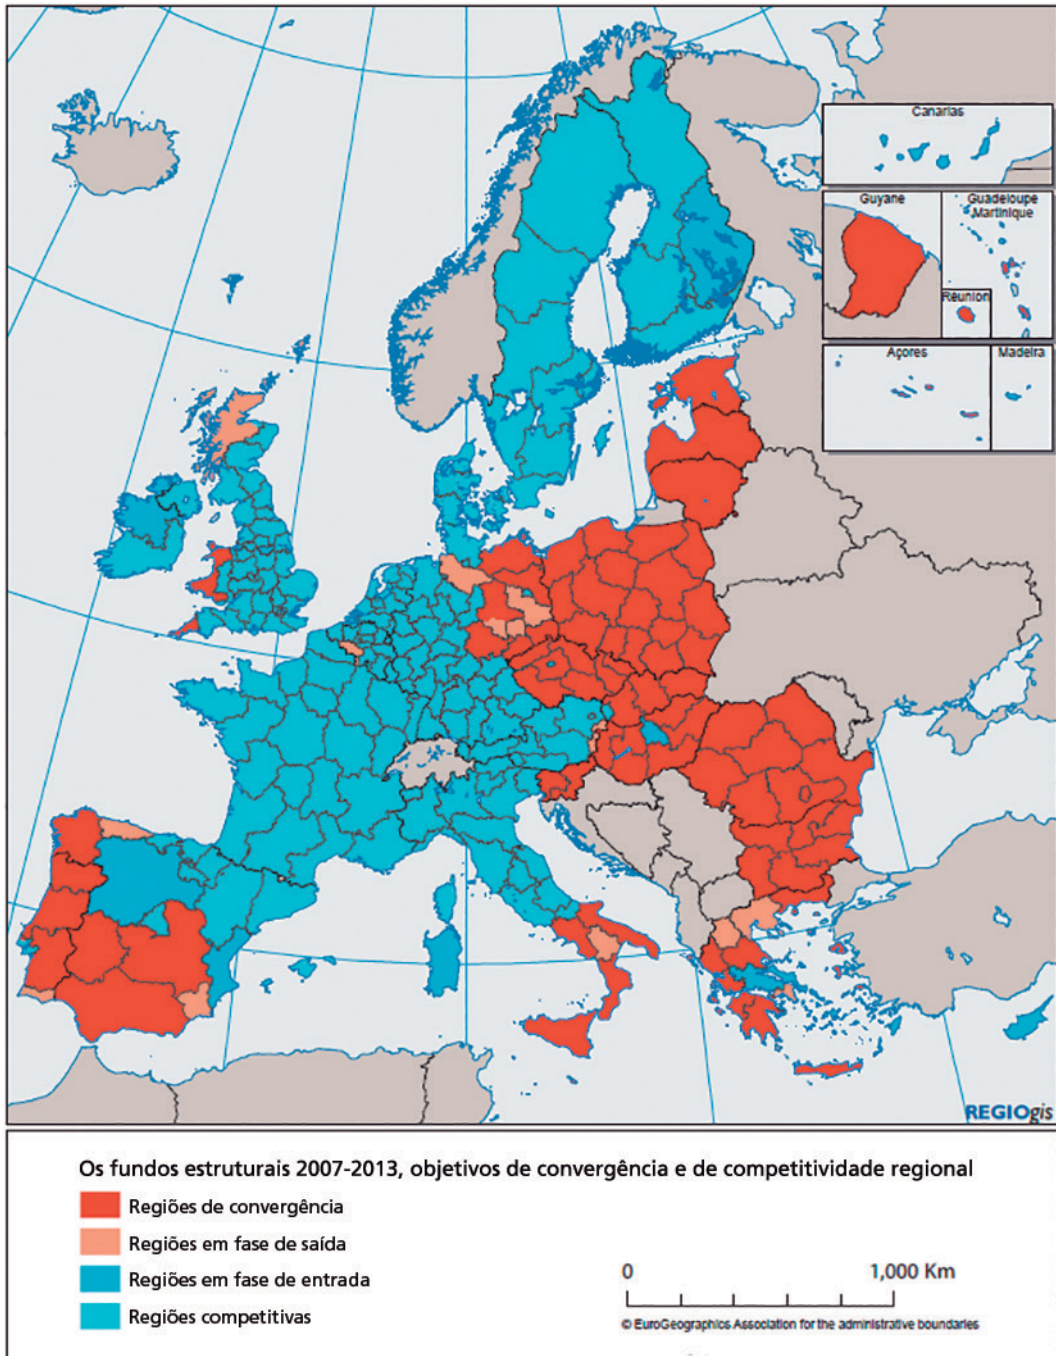 Canarias
Guyane
Guadeloupe
Martinique
Réunion
Açores
Madeira
REGIOgis
Os fundos estruturais 2007-2013, objetivos de convergência e de competitividade regional
Regiões de convergência
Regiões em fase de saída
Regiões em fase de entrada
Regiões competitivas
0 1,000 Km
© EuroGeographics Association for the administrative boundaries